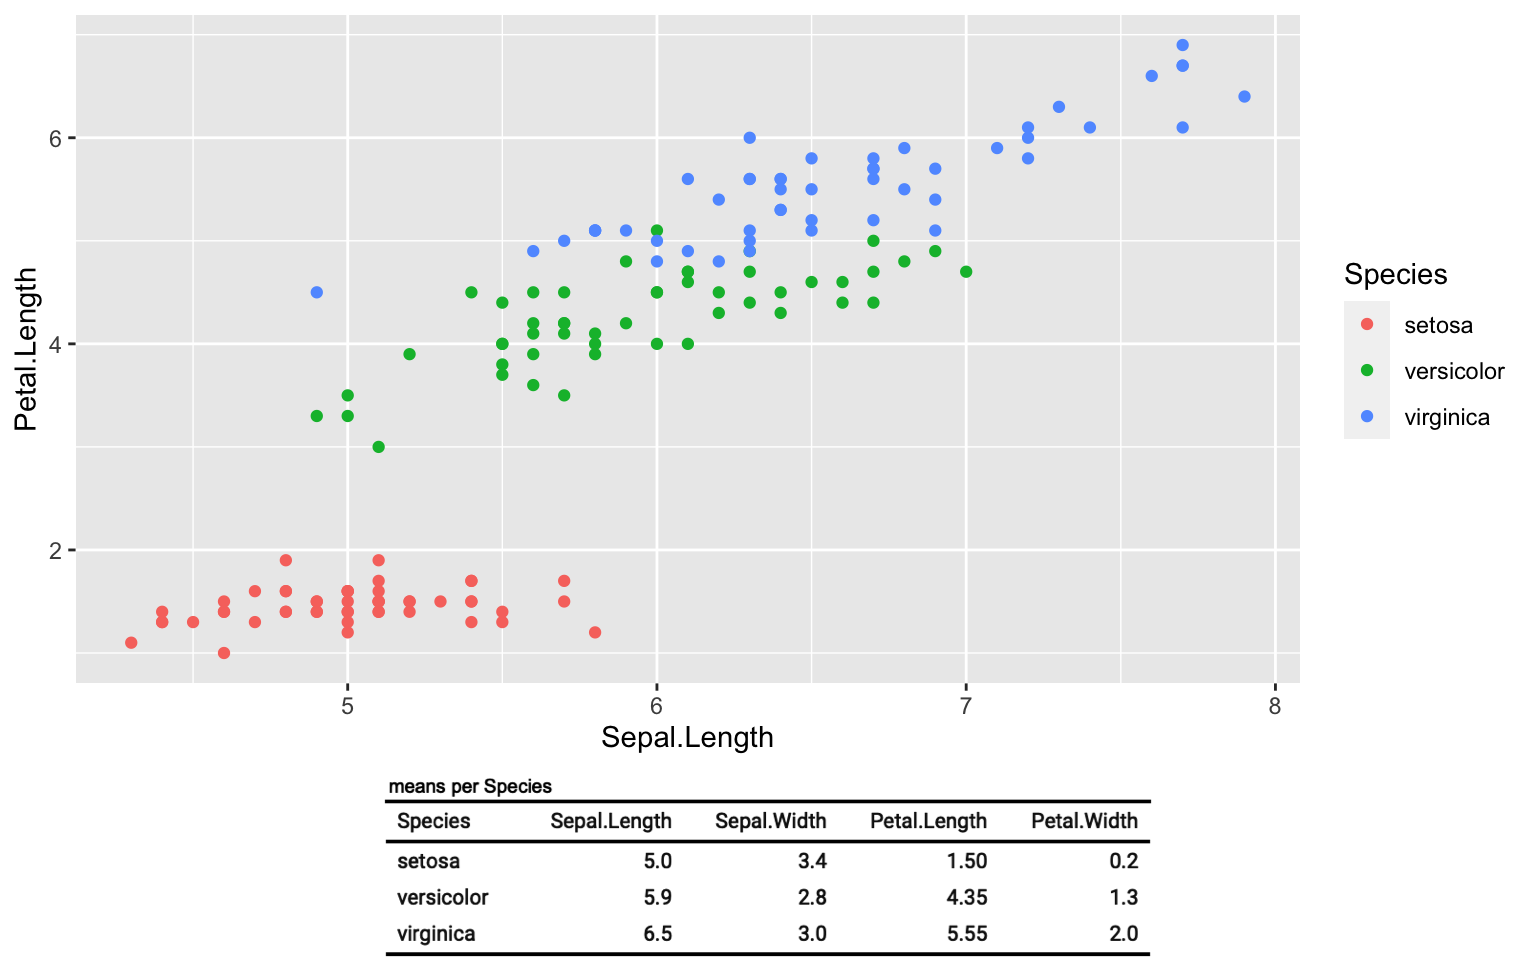 Petal.Length
6
4
2
5 6 7 8
Sepal.Length
Species
setosa
versicolor
virginica
means per Species
Species Sepal.Length Sepal.Width Petal.Length Petal.Width
setosa 5.0 3.4 1.50 0.2
versicolor 5.9 2.8 4.35 1.3
virginica 6.5 3.0 5.55 2.0